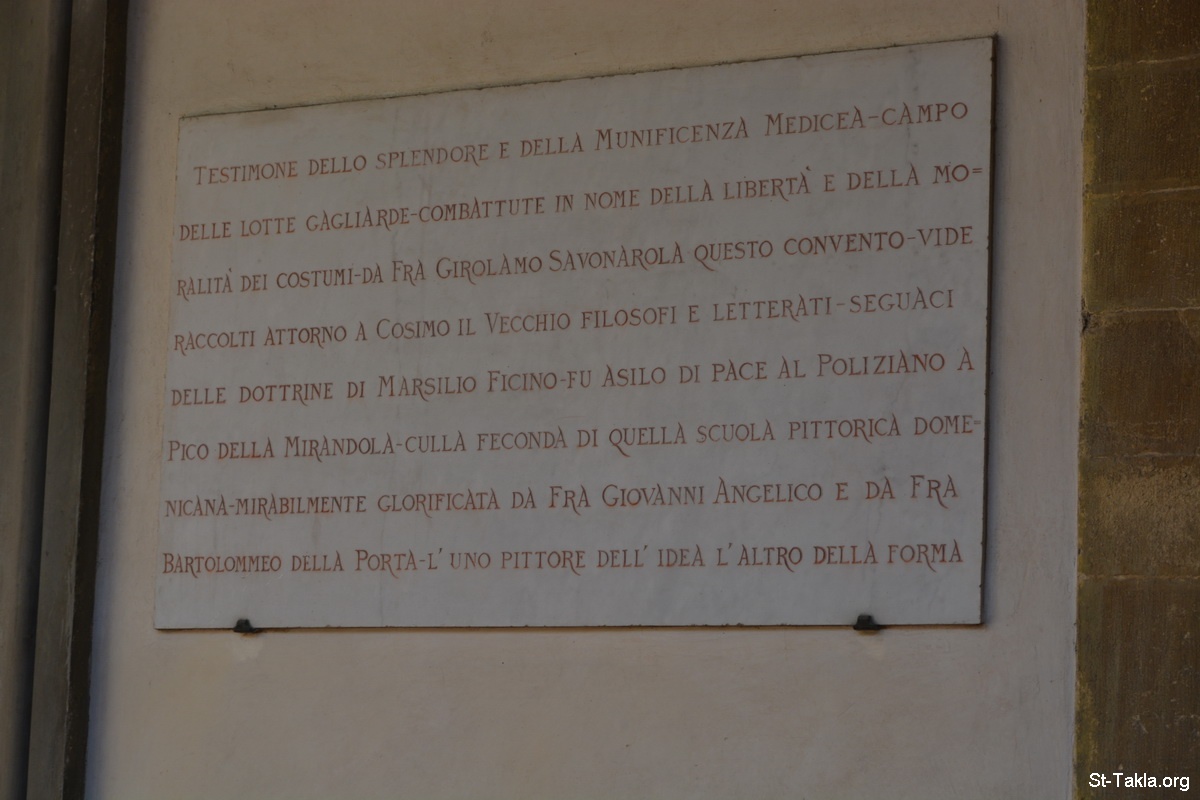 Testimone dello splendore e della Munificenza Medicea-campo
delle lotte gagliarde-combattute in nome della libertà e della mo=
ralità dei costumi-da Fra Girolamo Savonarola questo convento-vide
raccolti attorno a Cosimo il Vecchio filosofi e letterati-seguaci
delle dottrine di Marsilio Ficino-fu asilo di pace al Poliziano a
Pico della Mirandola-culla feconda di quella scuola pittorica dome=
nicana-mirabilmente glorificata da Fra Giovanni Angelico e da Fra
Bartolommeo della Porta-l' uno pittore dell' idea l'altro della forma
St-Takla.org